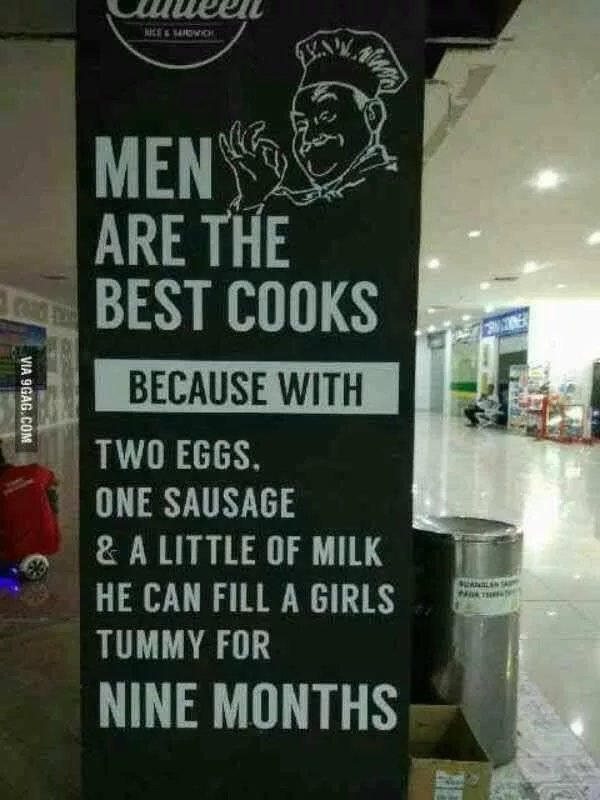 Canteen
RICE & SANDWICH
MEN
ARE THE
BEST COOKS
BECAUSE WITH
TWO EGGS.
ONE SAUSAGE
& A LITTLE OF MILK
HE CAN FILL A GIRLS
TUMMY FOR
NINE MONTHS
VIA 9GAG.COM